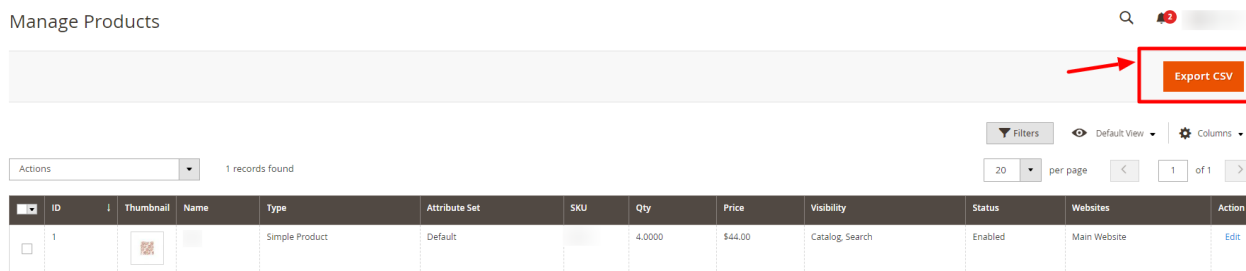 Manage Products
2
Export CSV
Filters Default View Columns
Actions 1 records found 20 per page 1 of 1
ID Thumbnail Name Type Attribute Set SKU Qty Price Visibility Status Websites Action
1 Simple Product Default 4.0000 $44.00 Catalog, Search Enabled Main Website Edit